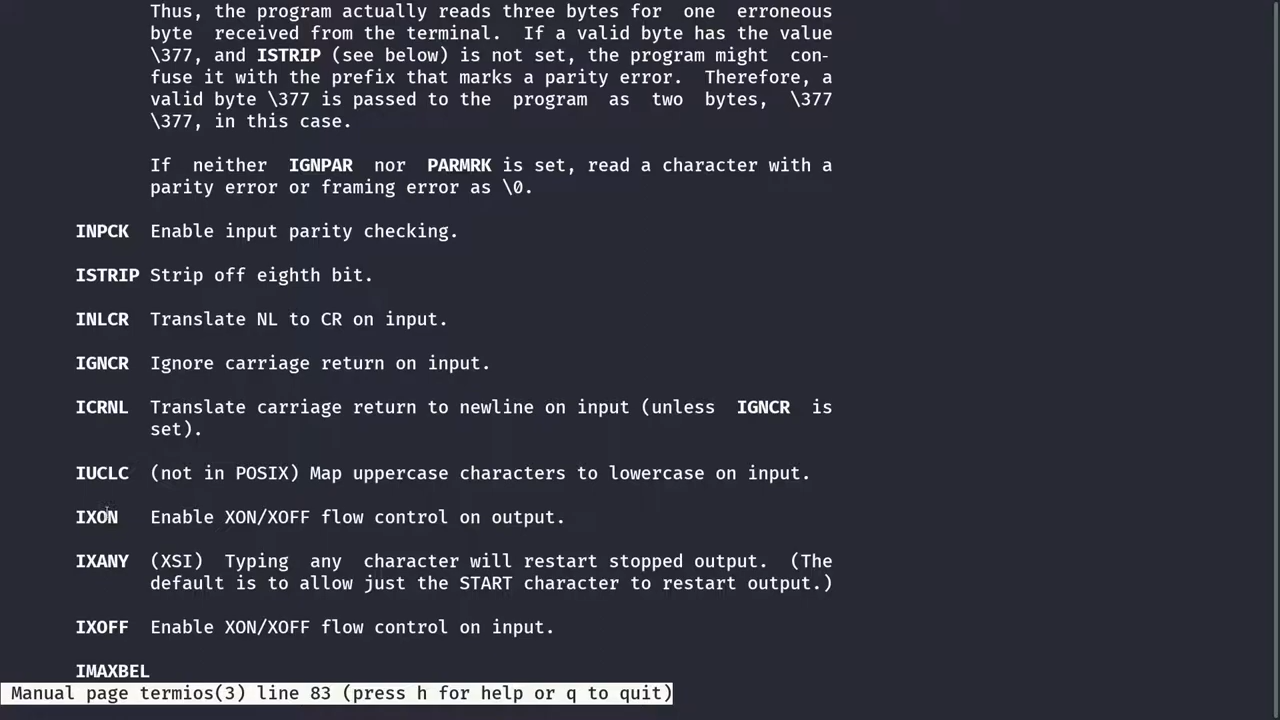 Thus, the program actually reads three bytes for one erroneous
byte received from the terminal. If a valid byte has the value
\377, and ISTRIP (see below) is not set, the program might con-
fuse it with the prefix that marks a parity error. Therefore, a
valid byte \377 is passed to the program as two bytes, \377
\377, in this case.
If neither IGNPAR nor PARMRK is set, read a character with a
parity error or framing error as \0.
INPCK Enable input parity checking.
ISTRIP Strip off eighth bit.
INLCR Translate NL to CR on input.
IGNCR Ignore carriage return on input.
ICRNL Translate carriage return to newline on input (unless IGNCR is
set).
IUCLC (not in POSIX) Map uppercase characters to lowercase on input.
IXON Enable XON/XOFF flow control on output.
IXANY (XSI) Typing any character will restart stopped output. (The
default is to allow just the START character to restart output.)
IXOFF Enable XON/XOFF flow control on input.
IMAXBEL
Manual page termios(3) line 83 (press h for help or q to quit)